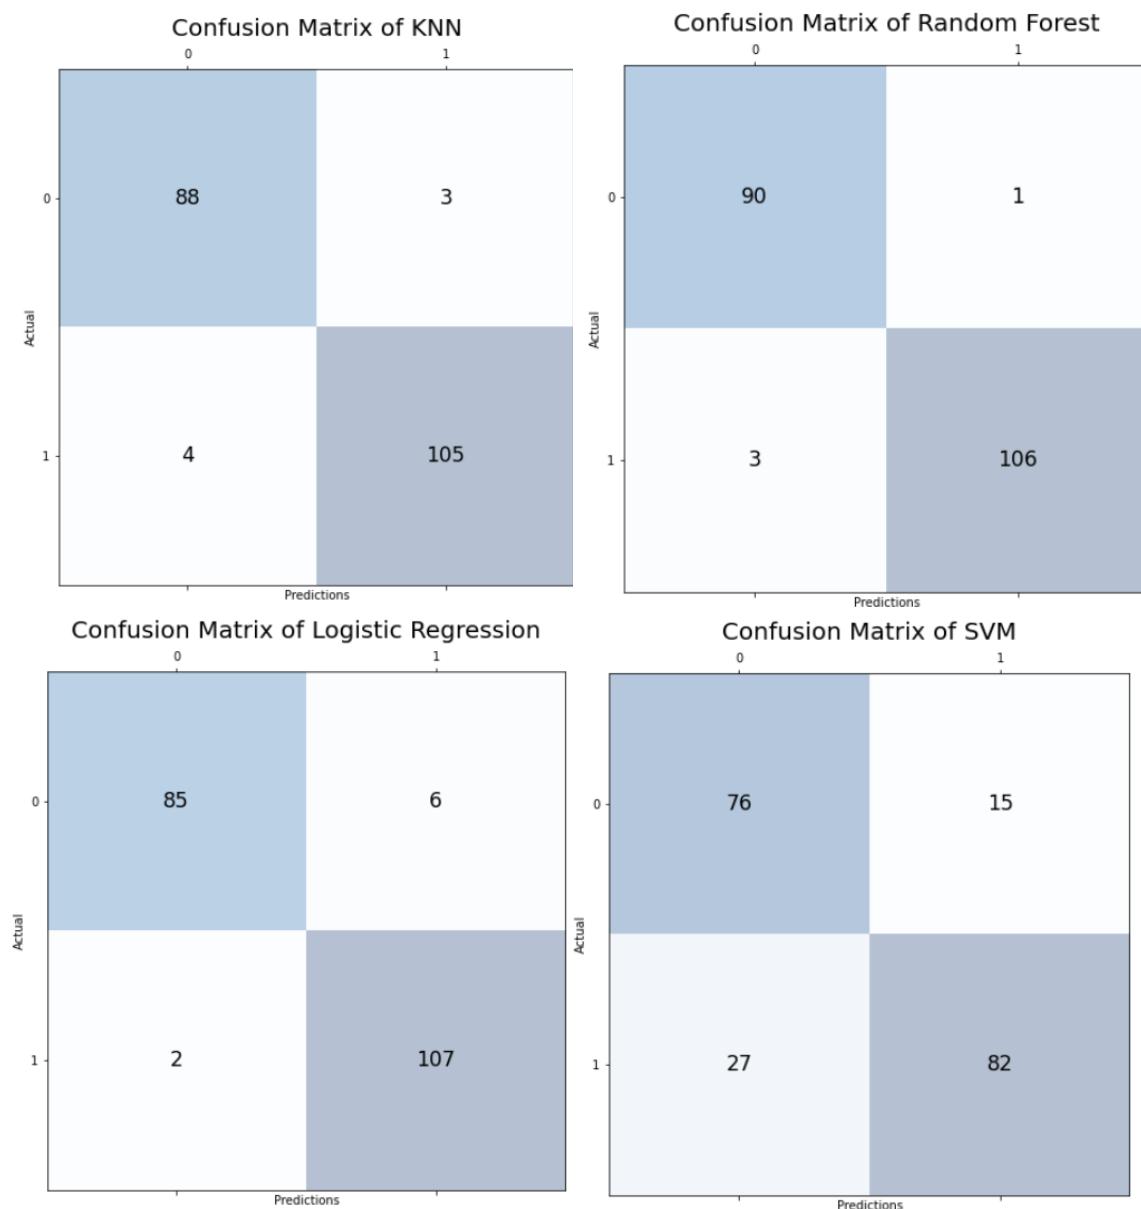 Confusion Matrix of KNN
0 1
0 88 3
Actual
1 4 105
Predictions
Confusion Matrix of Random Forest
0 1
0 90 1
Actual
1 3 106
Predictions
Confusion Matrix of Logistic Regression
0 1
0 85 6
Actual
1 2 107
Predictions
Confusion Matrix of SVM
0 1
0 76 15
Actual
1 27 82
Predictions